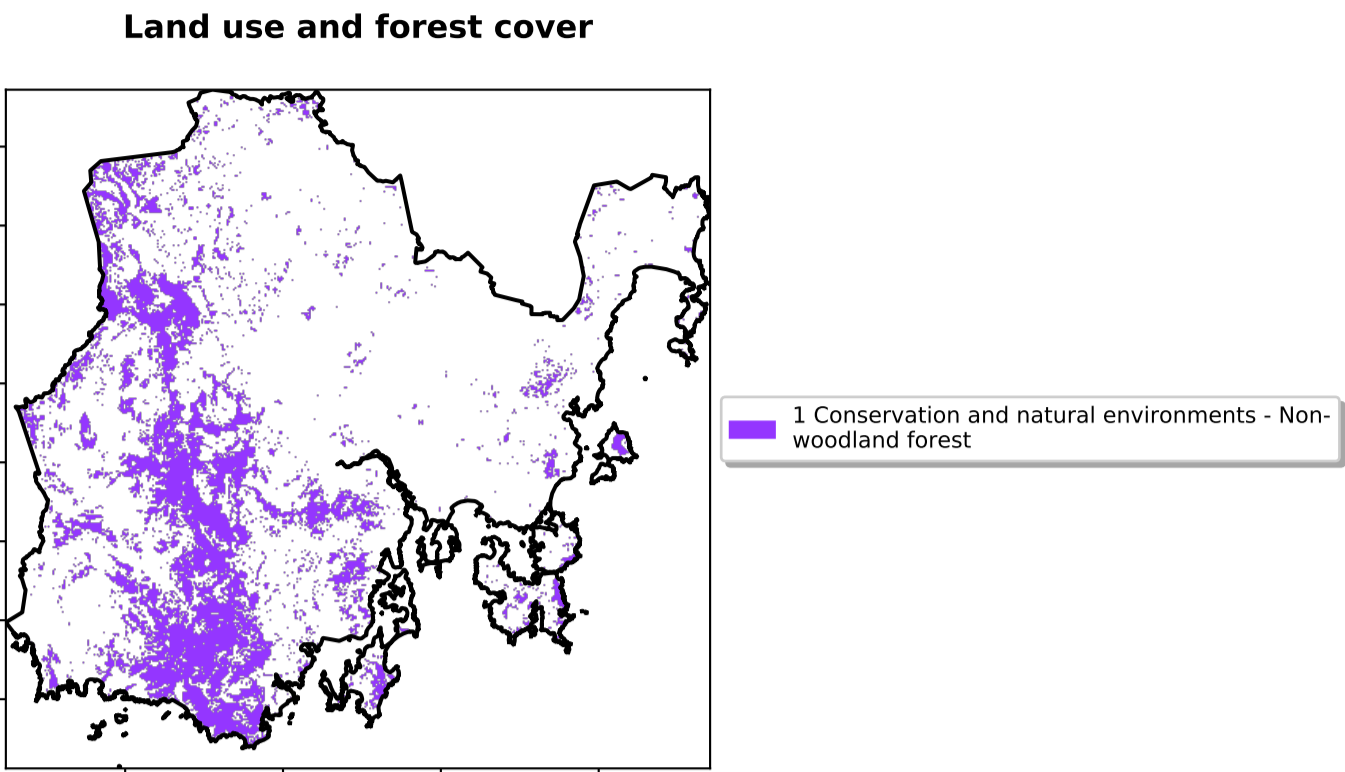 Land use and forest cover
1 Conservation and natural environments - Non-
woodland forest